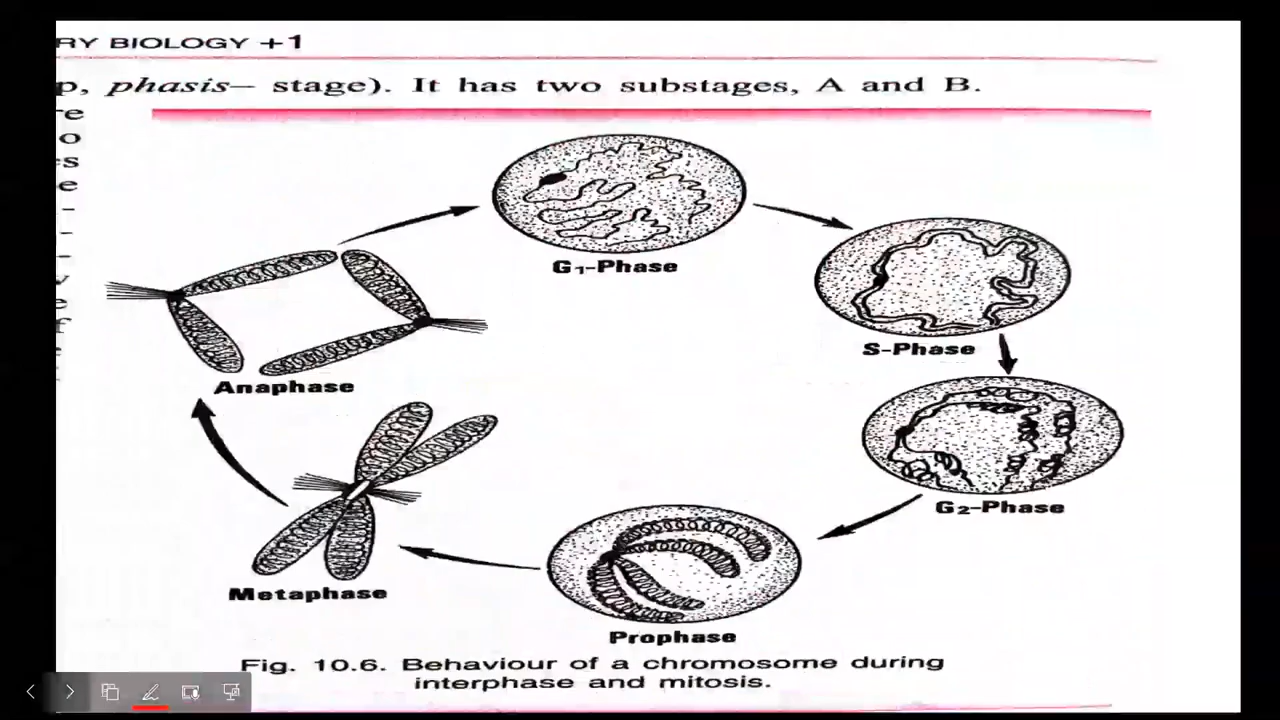 RY BIOLOGY +1
p, phasis— stage). It has two substages, A and B.
G1-Phase
S-Phase
G2-Phase
Prophase
Metaphase
Anaphase
Fig. 10.6. Behaviour of a chromosome during
interphase and mitosis.